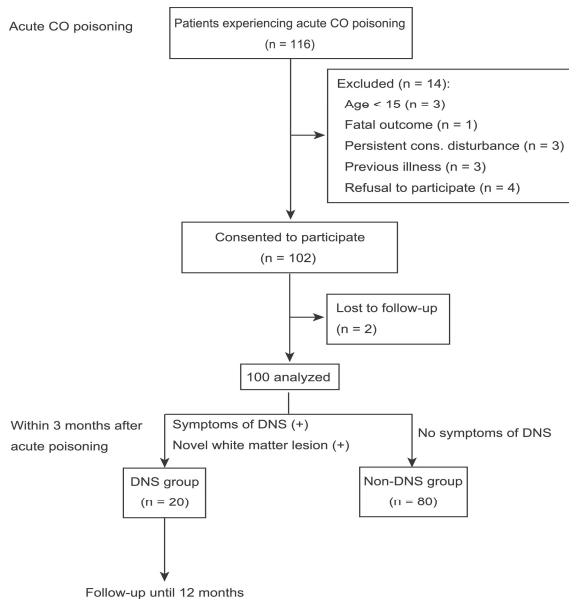 Acute CO poisoning
Patients experiencing acute CO poisoning
(n = 116)
Excluded (n = 14):
Age < 15 (n = 3)
Fatal outcome (n = 1)
Persistent cons. disturbance (n = 3)
Previous illness (n = 3)
Refusal to participate (n = 4)
Consented to participate
(n = 102)
Lost to follow-up
(n = 2)
100 analyzed
Within 3 months after
acute poisoning
Symptoms of DNS (+)
Novel white matter lesion (+)
No symptoms of DNS
DNS group
(n = 20)
Non-DNS group
(n = 80)
Follow-up until 12 months